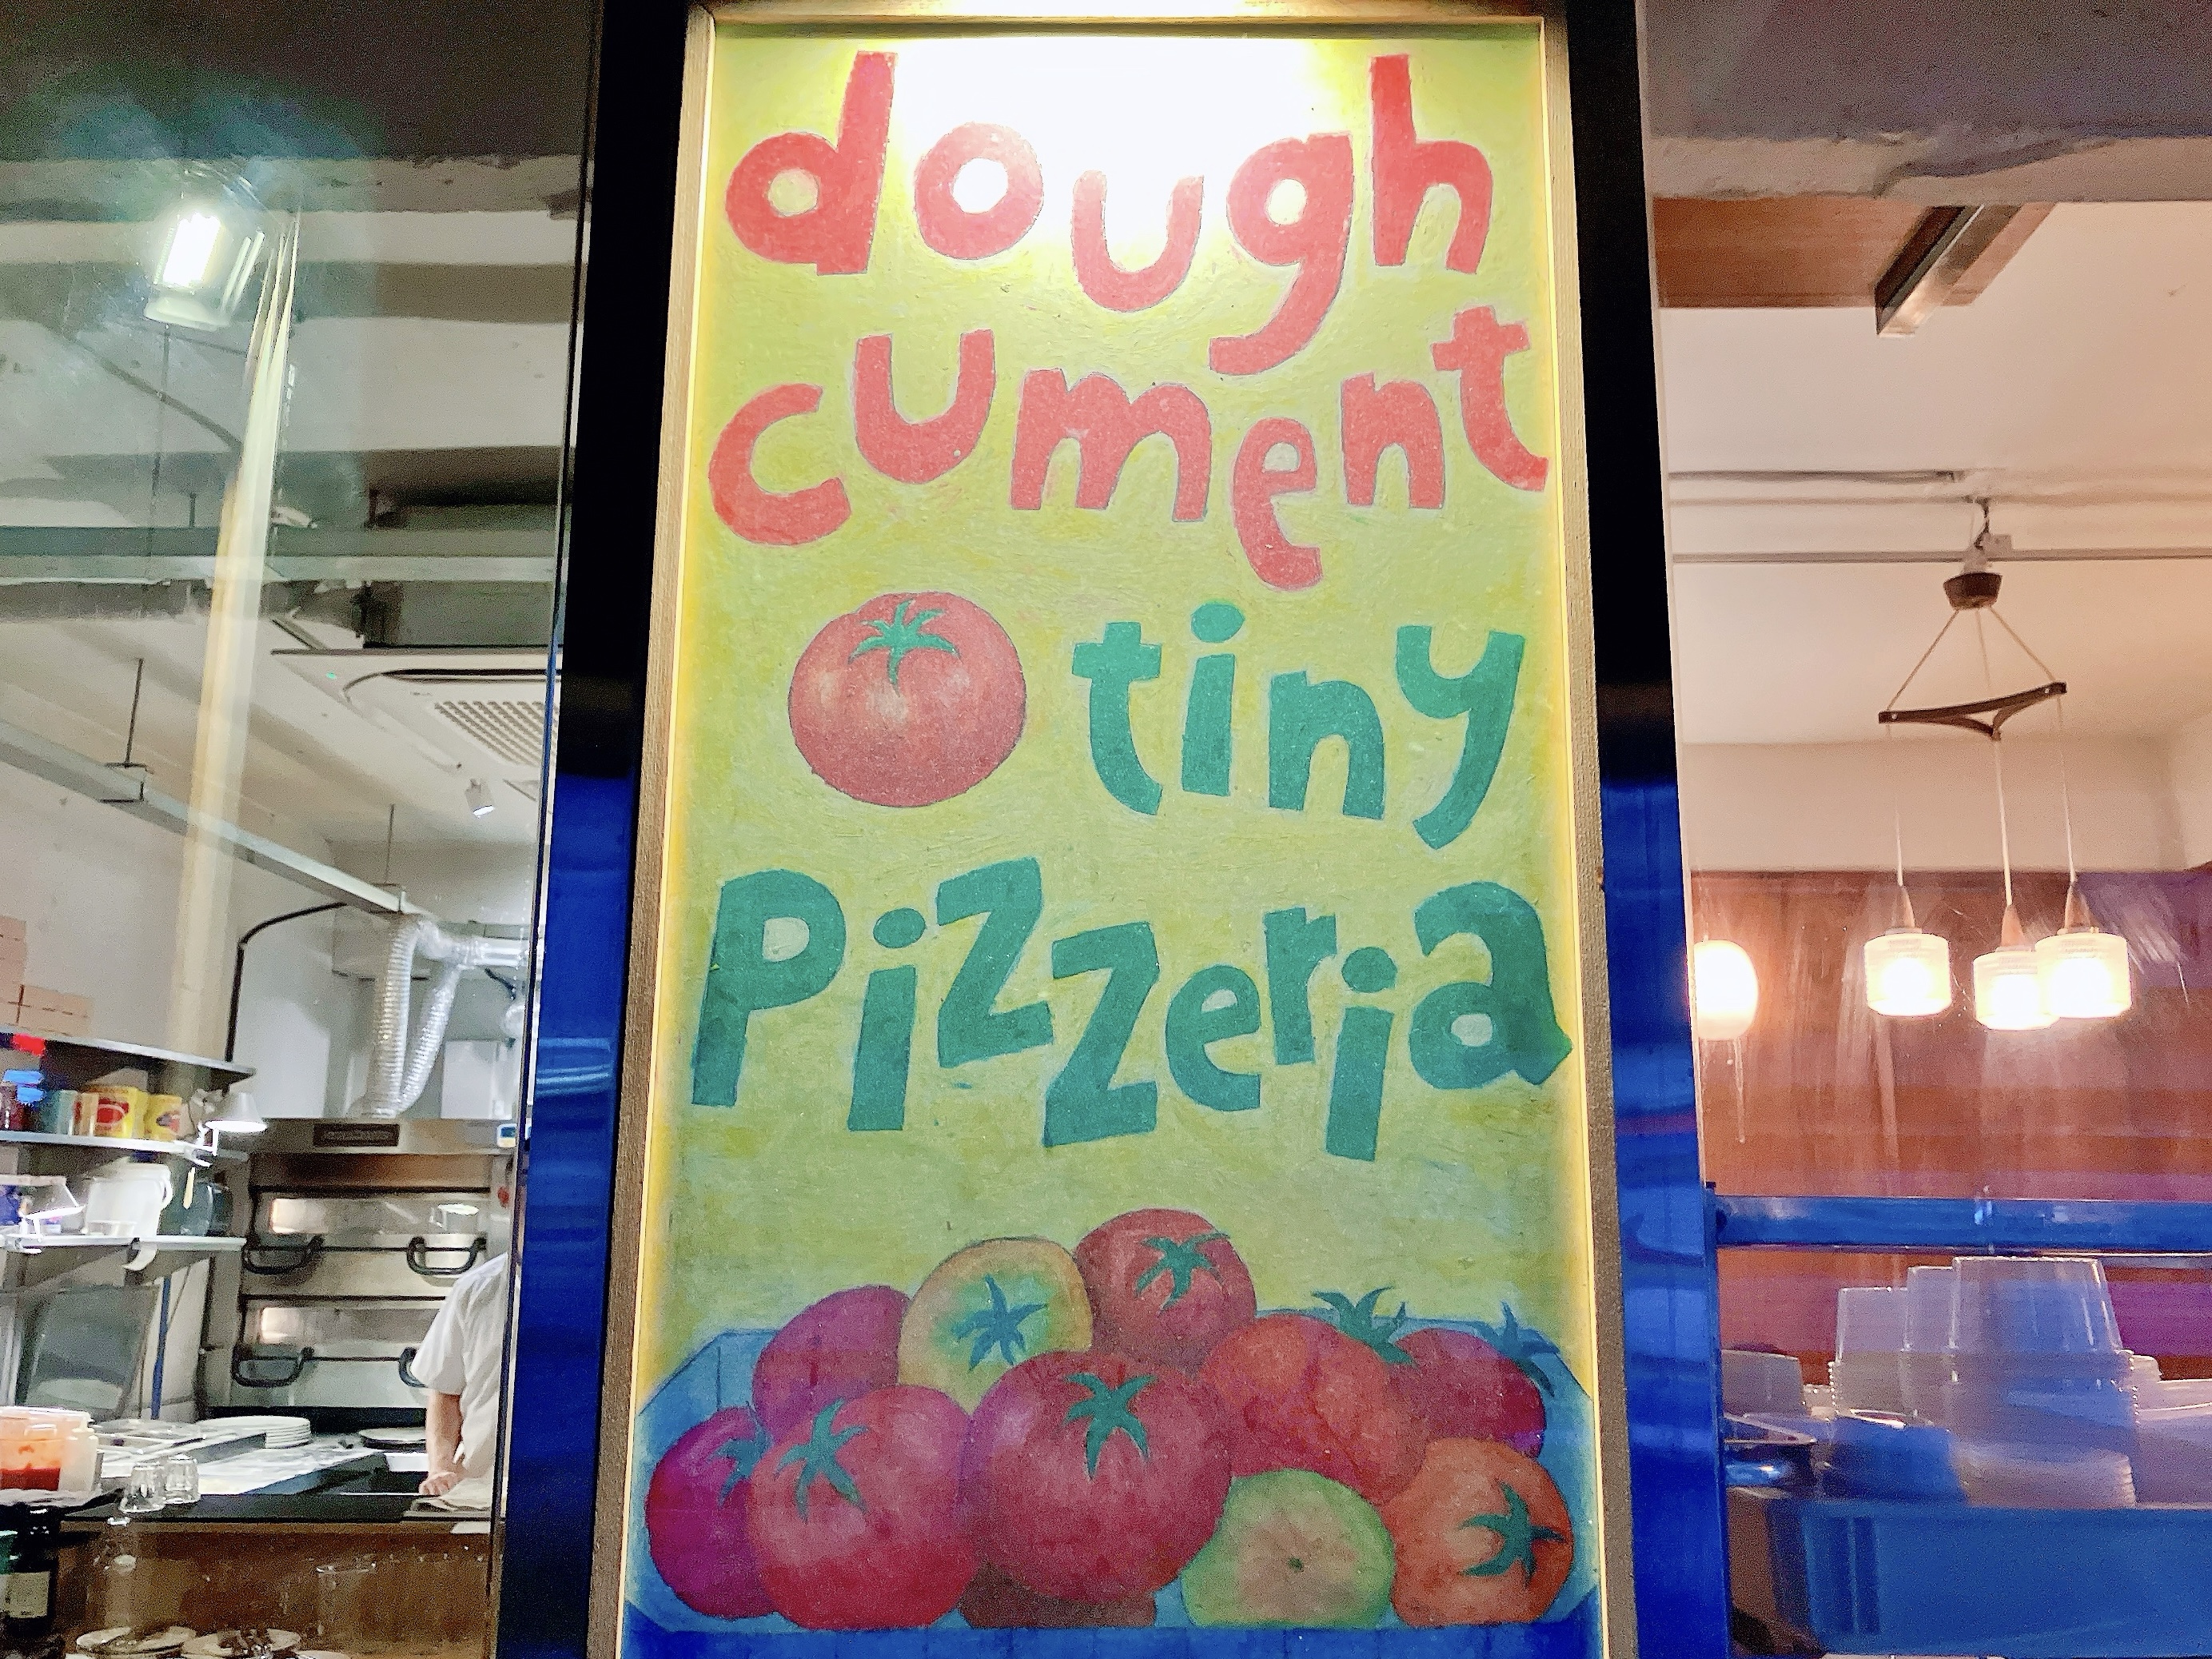 dough
cument
tiny
Pizzeria